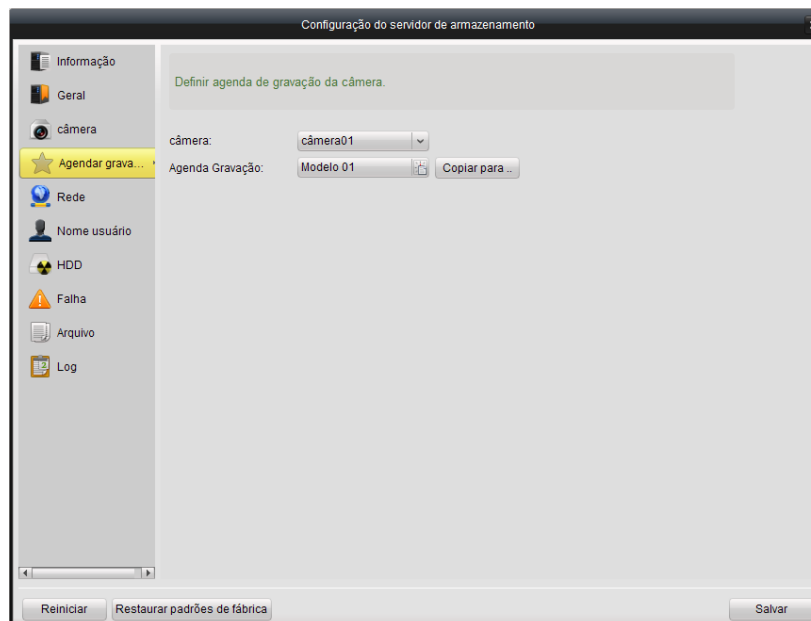 Configuração do servidor de armazenamento
Informação
Geral
câmera
Agendar grava...
Rede
Nome usuário
HDD
Falha
Arquivo
Log
Definir agenda de gravação da câmera.
câmera: câmera01
Agenda Gravação: Modelo 01 Copiar para ..
Reiniciar Restaurar padrões de fábrica Salvar